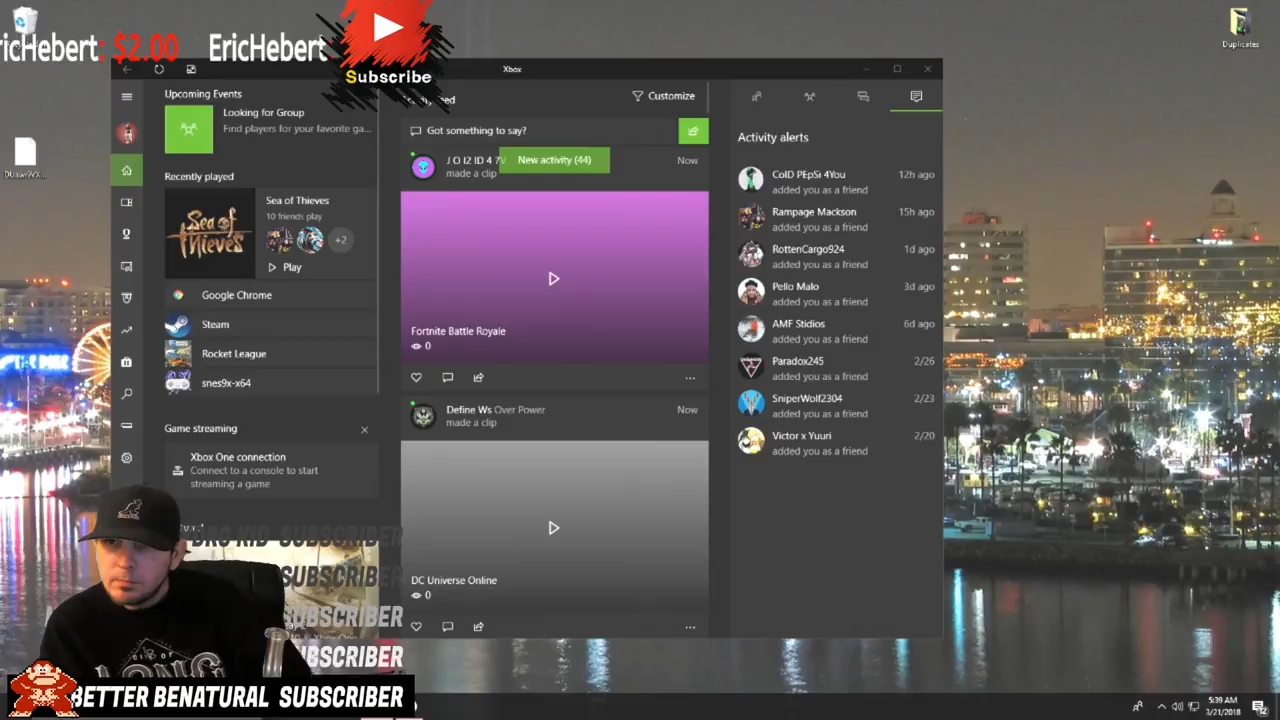 ricHebert: $2.00 EricHebert
Subscribe
Duplicates
Xbox
Upcoming Events
Looking for Group
Find players for your favorite ga...
Recently played
Sea of Thieves
Sea of Thieves
10 friends play
+2
Play
Google Chrome
Steam
Rocket League
snes9x-x64
Game streaming
Xbox One connection
Connect to a console to start
streaming a game
Customize
Got something to say?
New activity (44)
Now
made a clip
Fortnite Battle Royale
0
Define Ws Over Power
Now
made a clip
DC Universe Online
0
Activity alerts
ColD PEpSi 4You
12h ago
added you as a friend
Rampage Mackson
15h ago
added you as a friend
RottenCargo924
1d ago
added you as a friend
Pello Malo
3d ago
added you as a friend
AMF Stidios
6d ago
added you as a friend
Paradox245
2/26
added you as a friend
SniperWolf2304
2/23
added you as a friend
Victor x Yuuri
2/20
added you as a friend
KID SUBSCRIBER
SUBSCRIBER
SUBSCRIBER
SUBSCRIBER
BETTER BENATURAL SUBSCRIBER
5:39 AM
3/21/2018